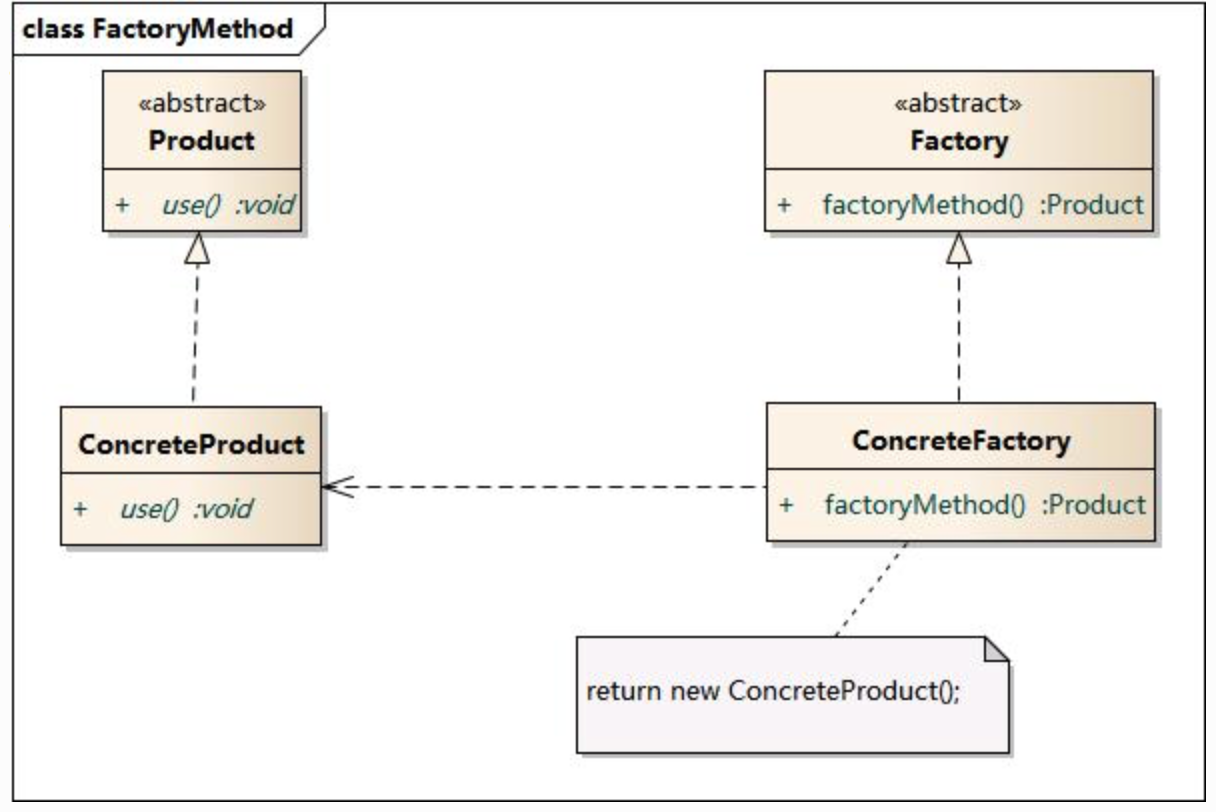 class FactoryMethod
«abstract»
Product
+ use() :void
«abstract»
Factory
+ factoryMethod() :Product
ConcreteProduct
+ use() :void
ConcreteFactory
+ factoryMethod() :Product
return new ConcreteProduct();